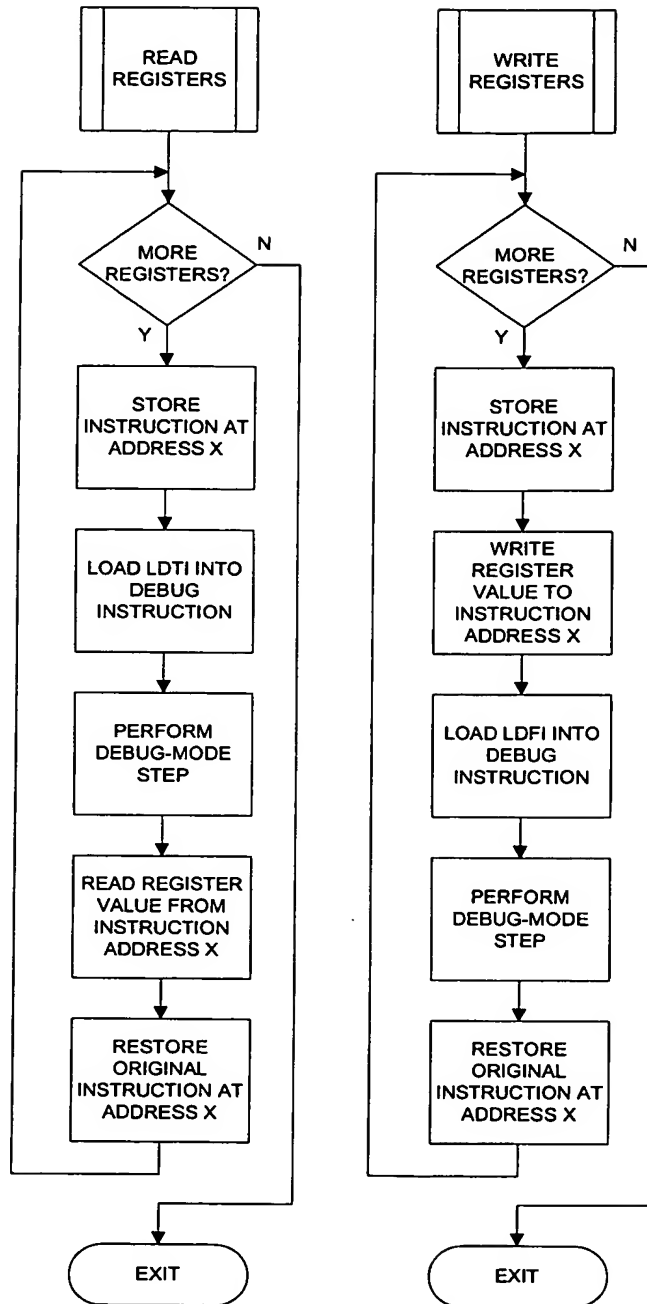 READ
REGISTERS
MORE
REGISTERS?
N
Y
STORE
INSTRUCTION AT
ADDRESS X
LOAD LDTI INTO
DEBUG
INSTRUCTION
PERFORM
DEBUG-MODE
STEP
READ REGISTER
VALUE FROM
INSTRUCTION
ADDRESS X
RESTORE
ORIGINAL
INSTRUCTION AT
ADDRESS X
EXIT
WRITE
REGISTERS
MORE
REGISTERS?
N
Y
STORE
INSTRUCTION AT
ADDRESS X
WRITE
REGISTER
VALUE TO
INSTRUCTION
ADDRESS X
LOAD LDFI INTO
DEBUG
INSTRUCTION
PERFORM
DEBUG-MODE
STEP
RESTORE
ORIGINAL
INSTRUCTION AT
ADDRESS X
EXIT